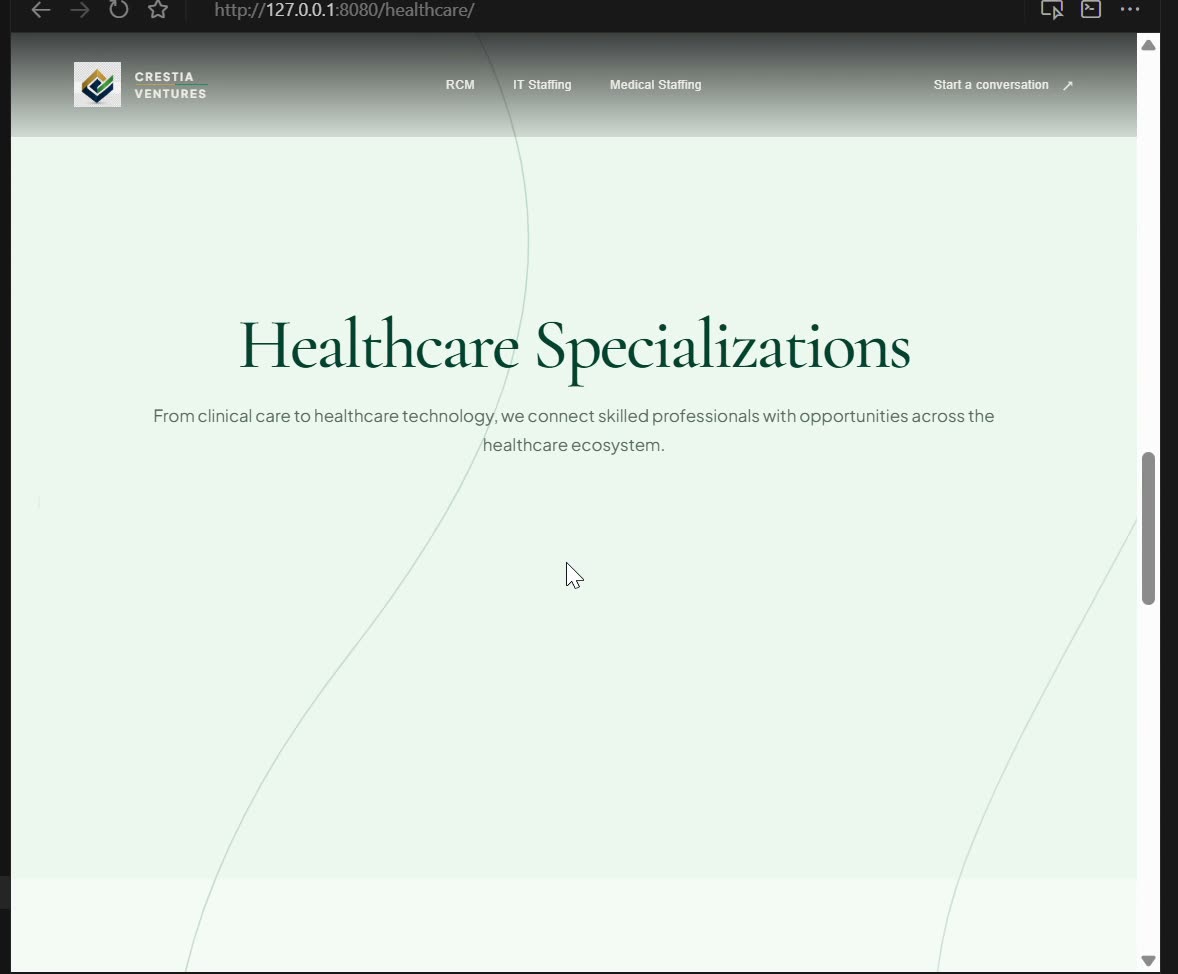 http://127.0.0.1:8080/healthcare/
CRESTIA
VENTURES
RCM
IT Staffing
Medical Staffing
Start a conversation ↗
Healthcare Specializations
From clinical care to healthcare technology, we connect skilled professionals with opportunities across the
healthcare ecosystem.